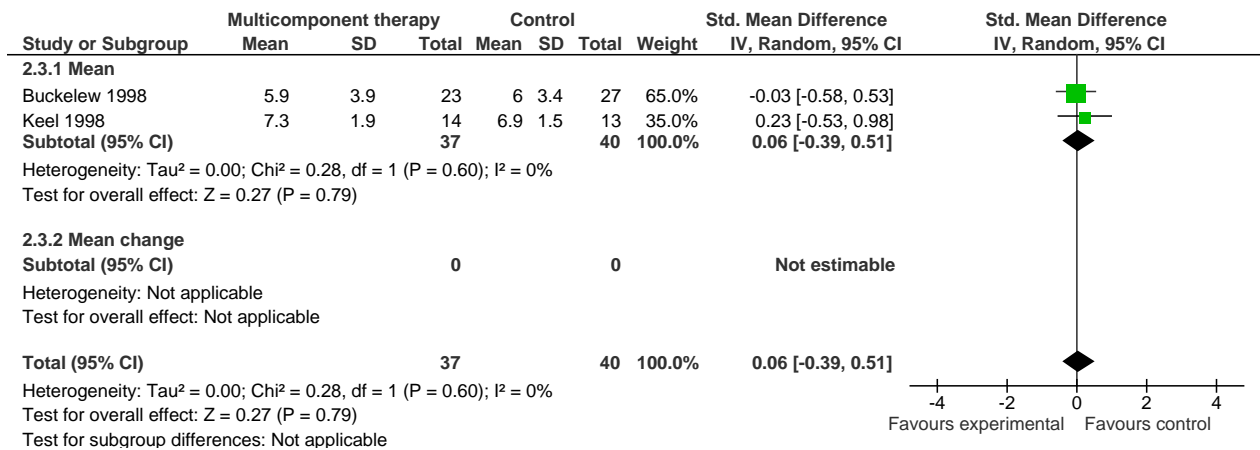 Multicomponent therapy Control Std. Mean Difference Std. Mean Difference
Study or Subgroup Mean SD Total Mean SD Total Weight IV, Random, 95% CI IV, Random, 95% CI
2.3.1 Mean
Buckelew 1998 5.9 3.9 23 6 3.4 27 65.0% -0.03 [-0.58, 0.53]
Keel 1998 7.3 1.9 14 6.9 1.5 13 35.0% 0.23 [-0.53, 0.98]
Subtotal (95% CI) 37 40 100.0% 0.06 [-0.39, 0.51]
Heterogeneity: Tau² = 0.00; Chi² = 0.28, df = 1 (P = 0.60); I² = 0%
Test for overall effect: Z = 0.27 (P = 0.79)
2.3.2 Mean change
Subtotal (95% CI) 0 0 Not estimable
Heterogeneity: Not applicable
Test for overall effect: Not applicable
Total (95% CI) 37 40 100.0% 0.06 [-0.39, 0.51]
Heterogeneity: Tau² = 0.00; Chi² = 0.28, df = 1 (P = 0.60); I² = 0%
Test for overall effect: Z = 0.27 (P = 0.79)
Test for subgroup differences: Not applicable
-4 -2 0 2 4
Favours experimental Favours control